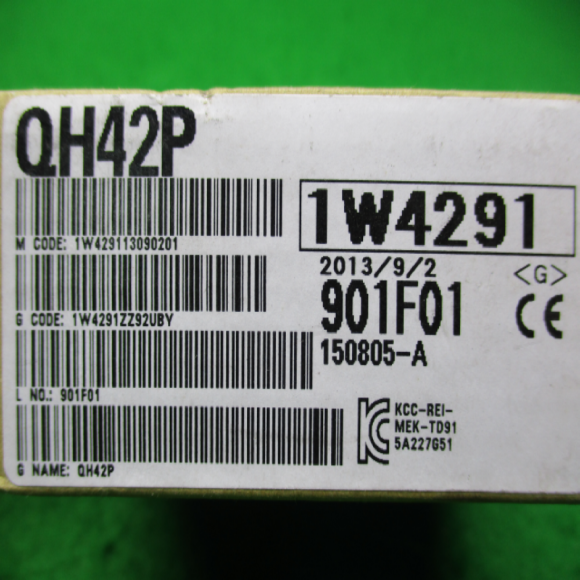 QH42P
1W4291
M CODE: 1W429113090201
2013/9/2
<G>
G CODE: 1W4291ZZ92UBY
901F01
CE
150805-A
L NO.: 901F01
KCC-REI-
MEK-TD91
5A227G51
G NAME: QH42P